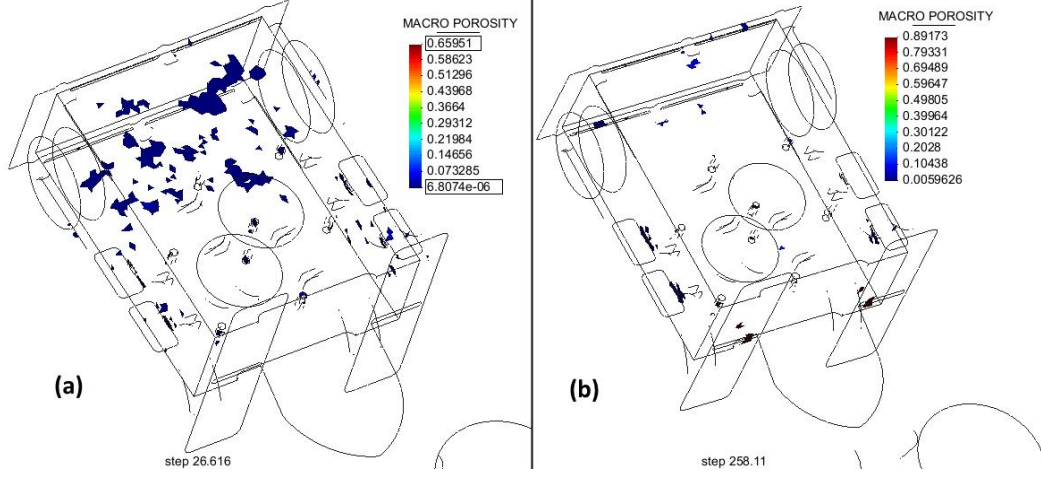 MACRO POROSITY
0.65951
0.58623
0.51296
0.43968
0.3664
0.29312
0.21984
0.14656
0.073285
6.8074e-06
(a)
step 26.616
MACRO POROSITY
0.89173
0.79331
0.69489
0.59647
0.49805
0.39964
0.30122
0.2028
0.10438
0.0059626
(b)
step 258.11